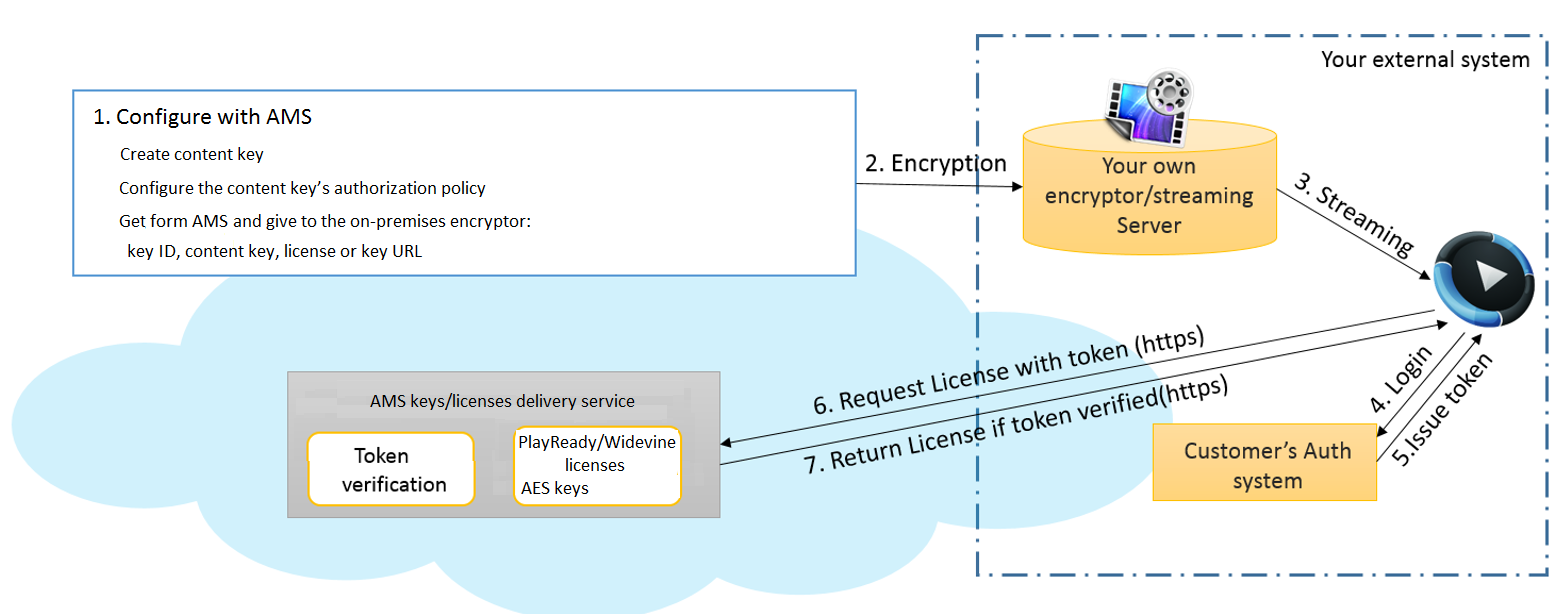 Your external system
1. Configure with AMS
Create content key
Configure the content key’s authorization policy
Get form AMS and give to the on-premises encryptor:
key ID, content key, license or key URL
2. Encryption
Your own
encryptor/streaming
Server
3. Streaming
4. Login
5.Issue token
Customer’s Auth
system
6. Request License with token (https)
7. Return License if token verified(https)
AMS keys/licenses delivery service
Token
verification
PlayReady/Widevine
licenses
AES keys